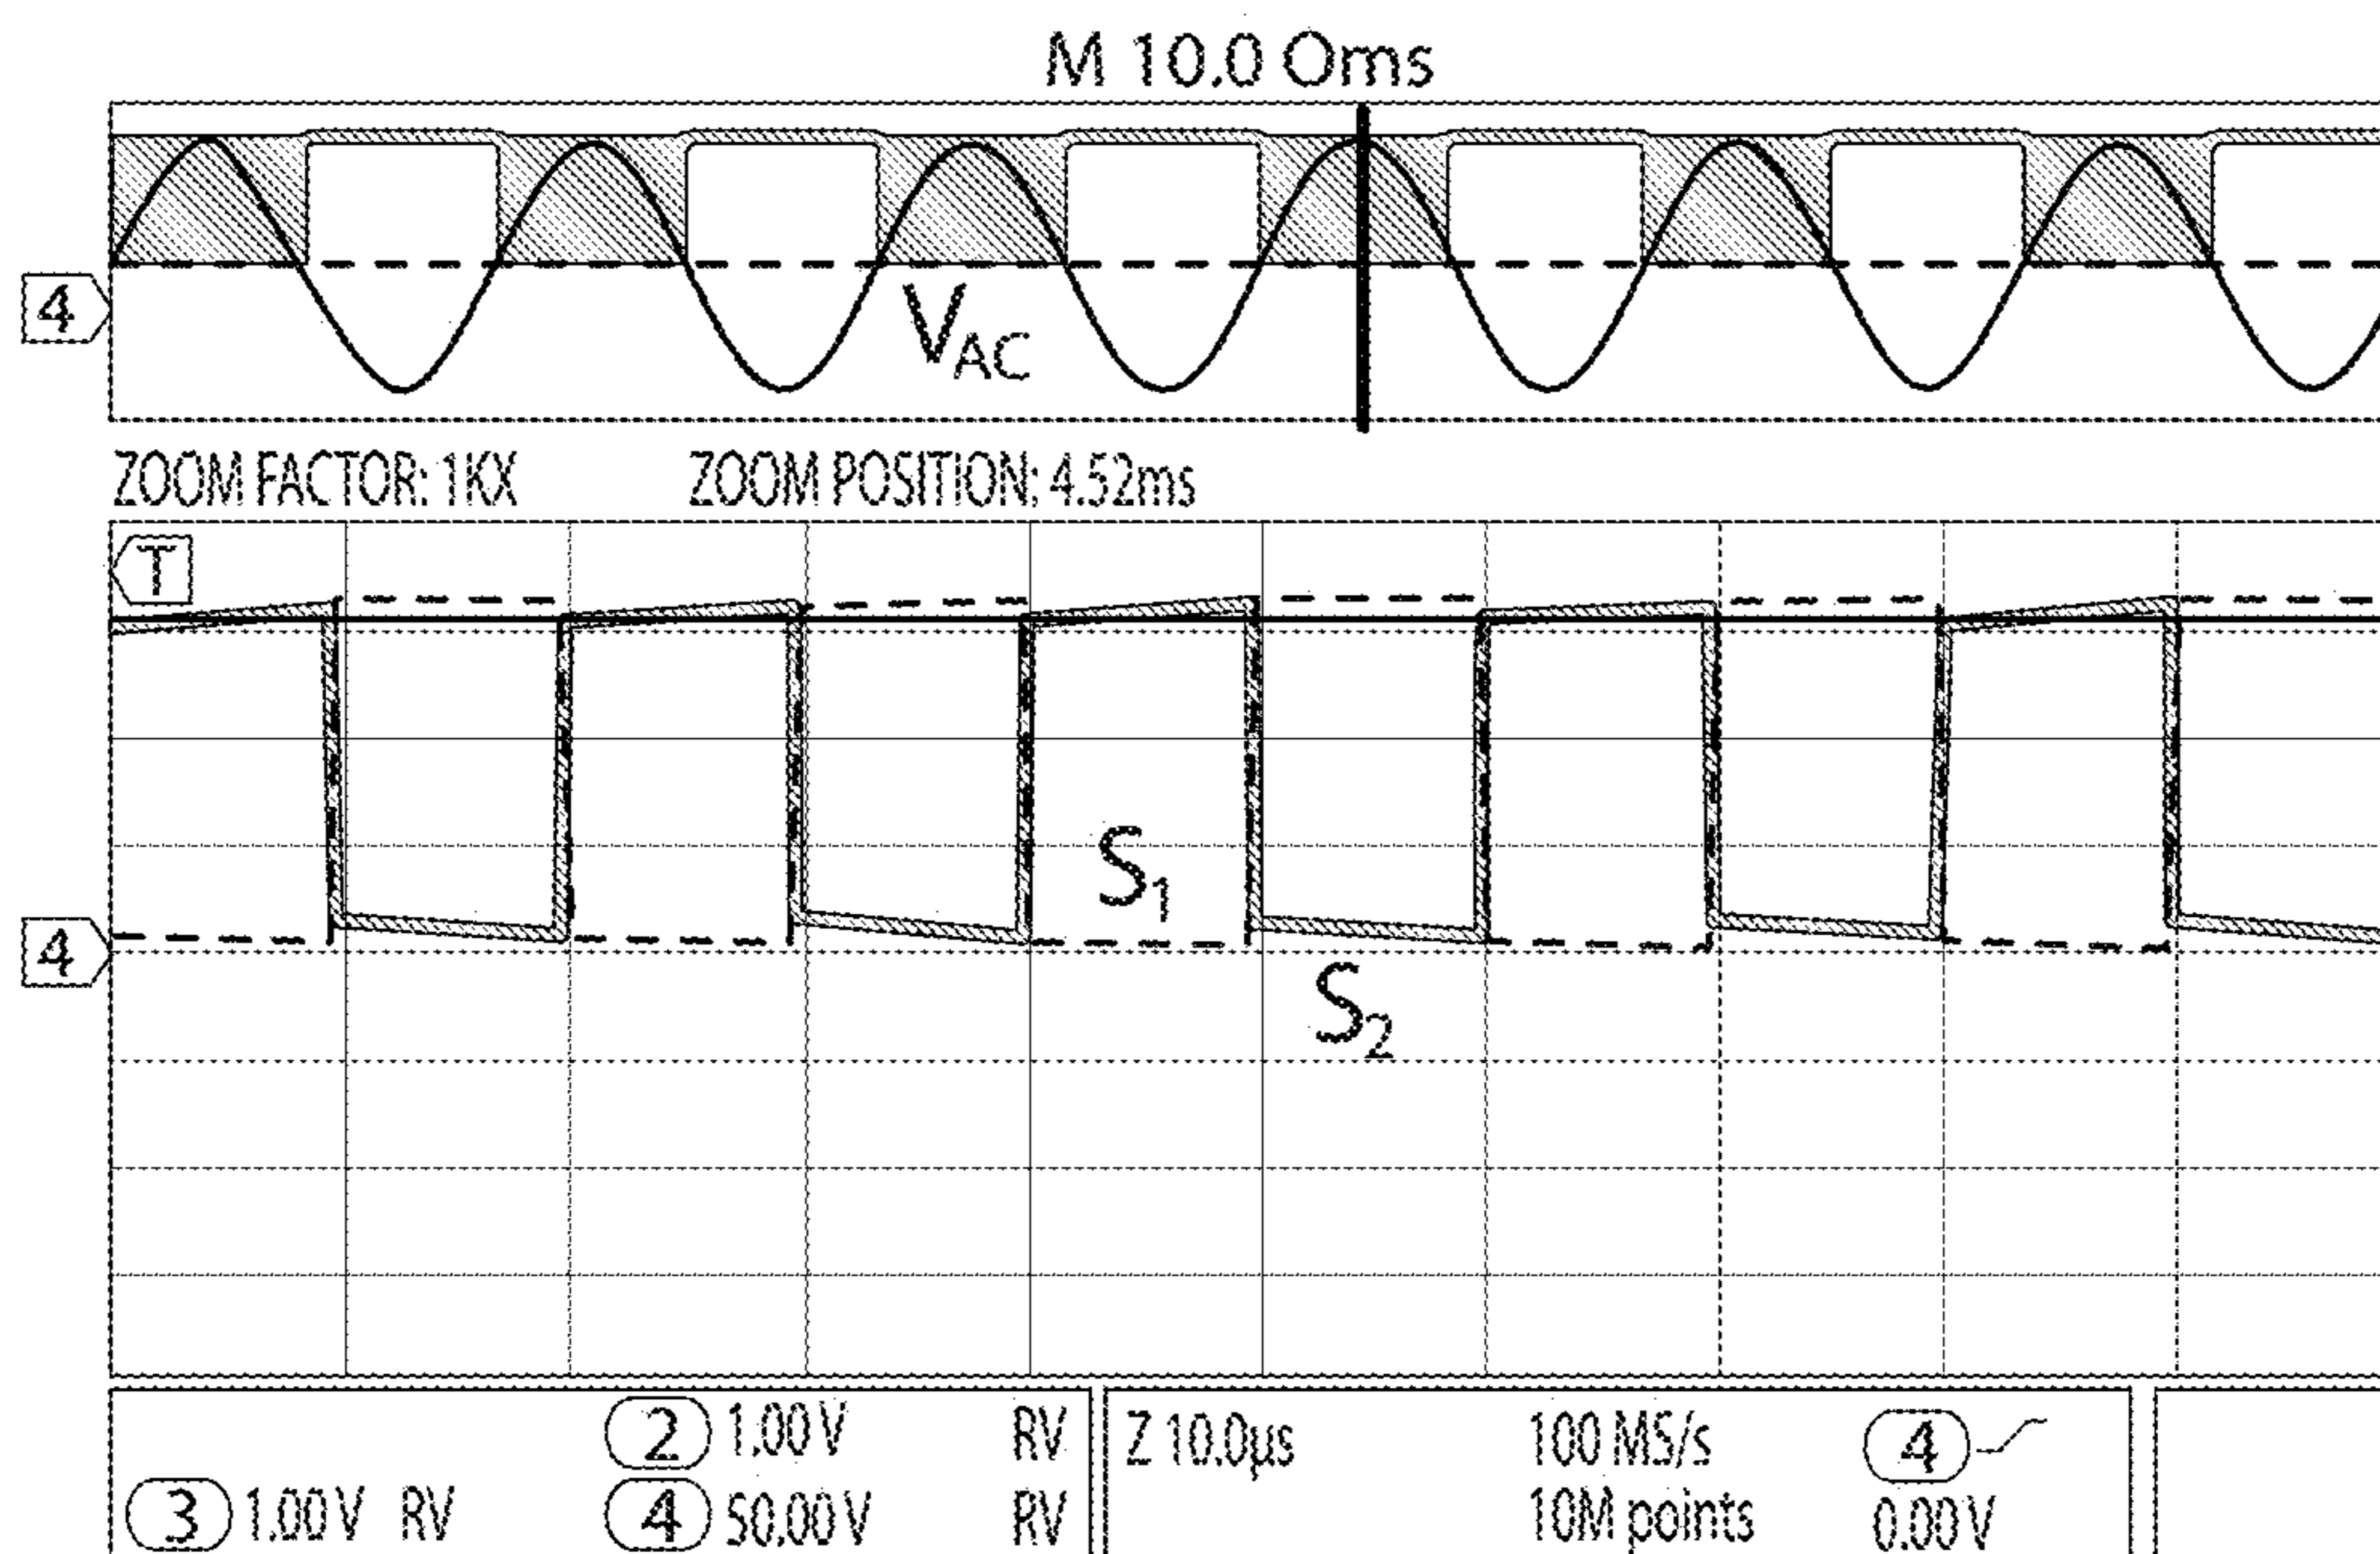 M 10.0 0ms
4
VAC
ZOOM FACTOR: 1KX ZOOM POSITION: 4.52ms
T
4
S1
S2
2 1.00 V RV Z 10.0µs 100 MS/s 4
3 1.00 V RV 4 50.00 V RV 10M points 0.00 V